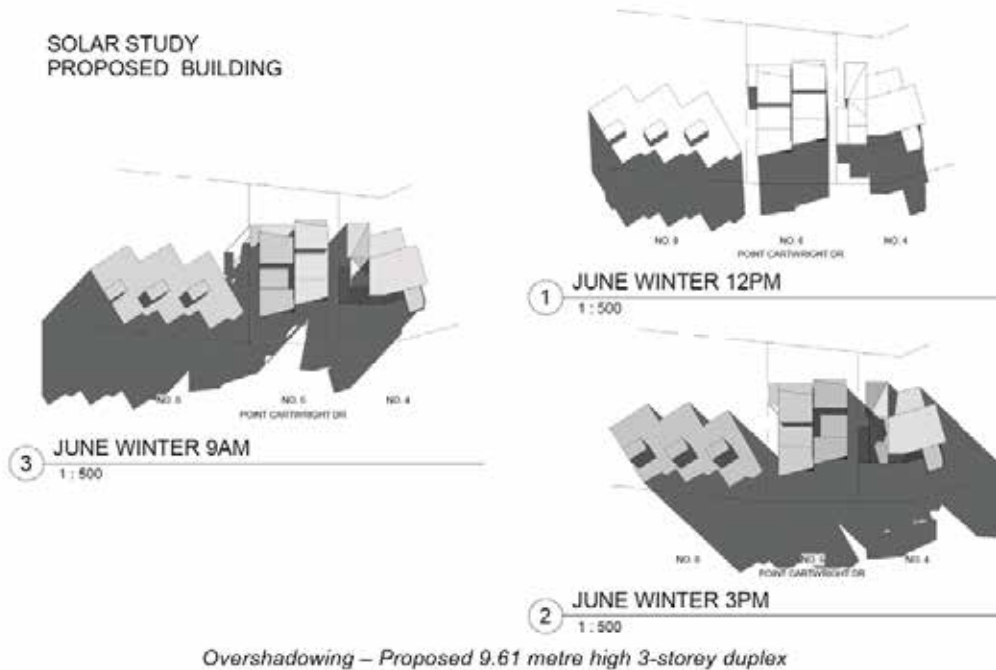 SOLAR STUDY
PROPOSED BUILDING
NO. 8
NO. 6
NO. 4
POINT CARTWRIGHT DR
1
JUNE WINTER 12PM
1 : 500
NO. 8
NO. 6
NO. 4
POINT CARTWRIGHT DR
3
JUNE WINTER 9AM
1 : 500
NO. 8
NO. 6
NO. 4
POINT CARTWRIGHT DR
2
JUNE WINTER 3PM
1 : 500
Overshadowing – Proposed 9.61 metre high 3-storey duplex